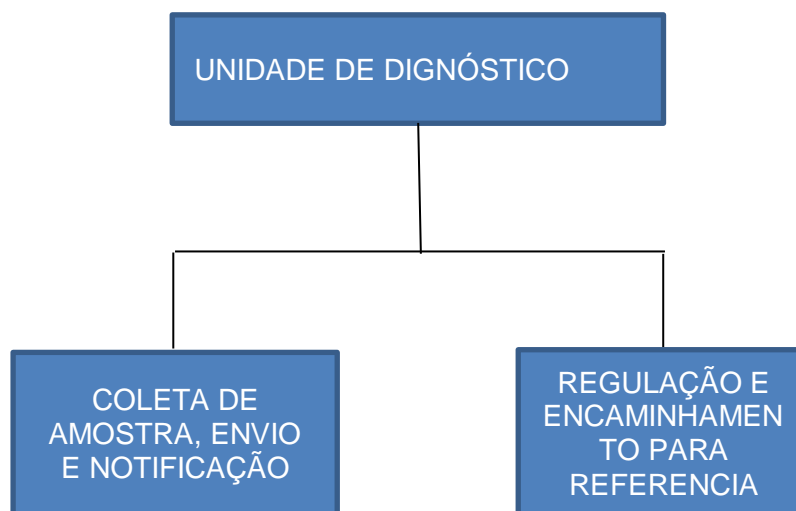 UNIDADE DE DIGNÓSTICO
COLETA DE
AMOSTRA, ENVIO
E NOTIFICAÇÃO
REGULAÇÃO E
ENCAMINHAMEN
TO PARA
REFERENCIA